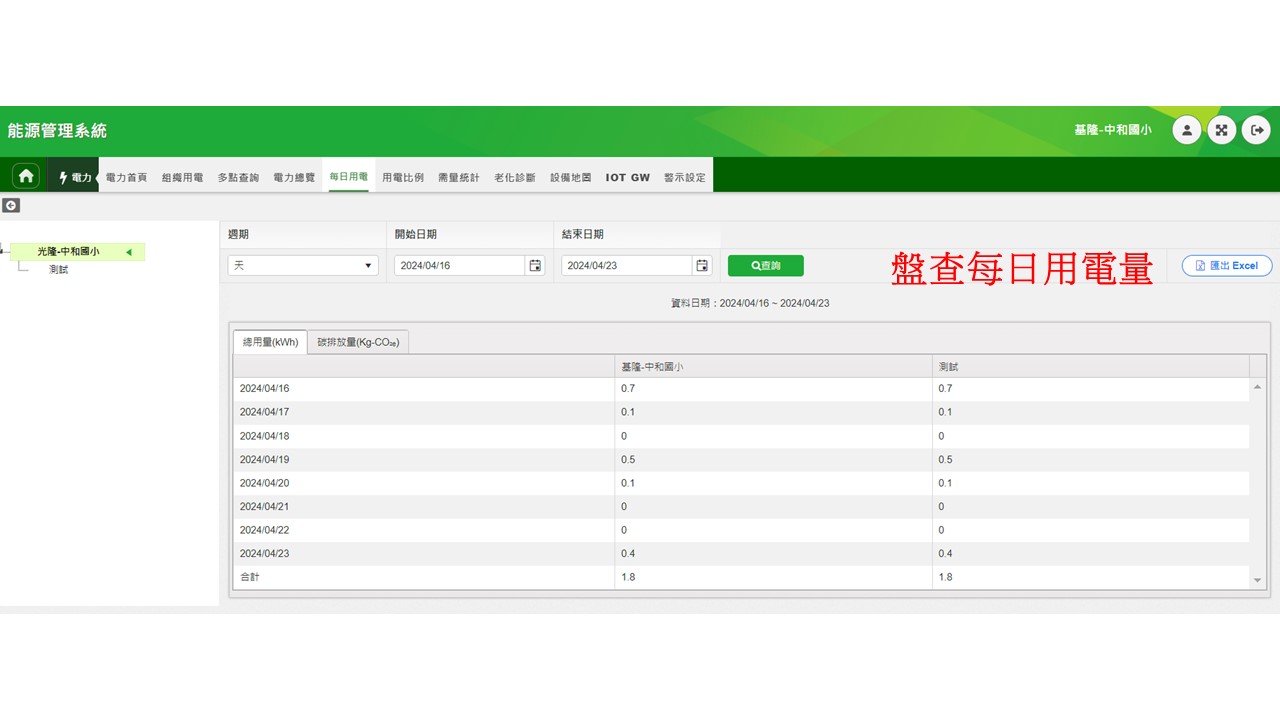 能源管理系統
基隆-中和國小
電力
電力首頁 組織用電 多點查詢 電力總覽 每日用電 用電比例 需量統計 老化診斷 設備地圖 IOT GW 警示設定
光隆-中和國小
測試
週期 開始日期 結束日期
天 2024/04/16 2024/04/23 查詢
盤查每日用電量
匯出 Excel
資料日期：2024/04/16 ~ 2024/04/23
總用量(kWh) 碳排放量(Kg-CO₂ₑ)
基隆-中和國小 測試
2024/04/16 0.7 0.7
2024/04/17 0.1 0.1
2024/04/18 0 0
2024/04/19 0.5 0.5
2024/04/20 0.1 0.1
2024/04/21 0 0
2024/04/22 0 0
2024/04/23 0.4 0.4
合計 1.8 1.8